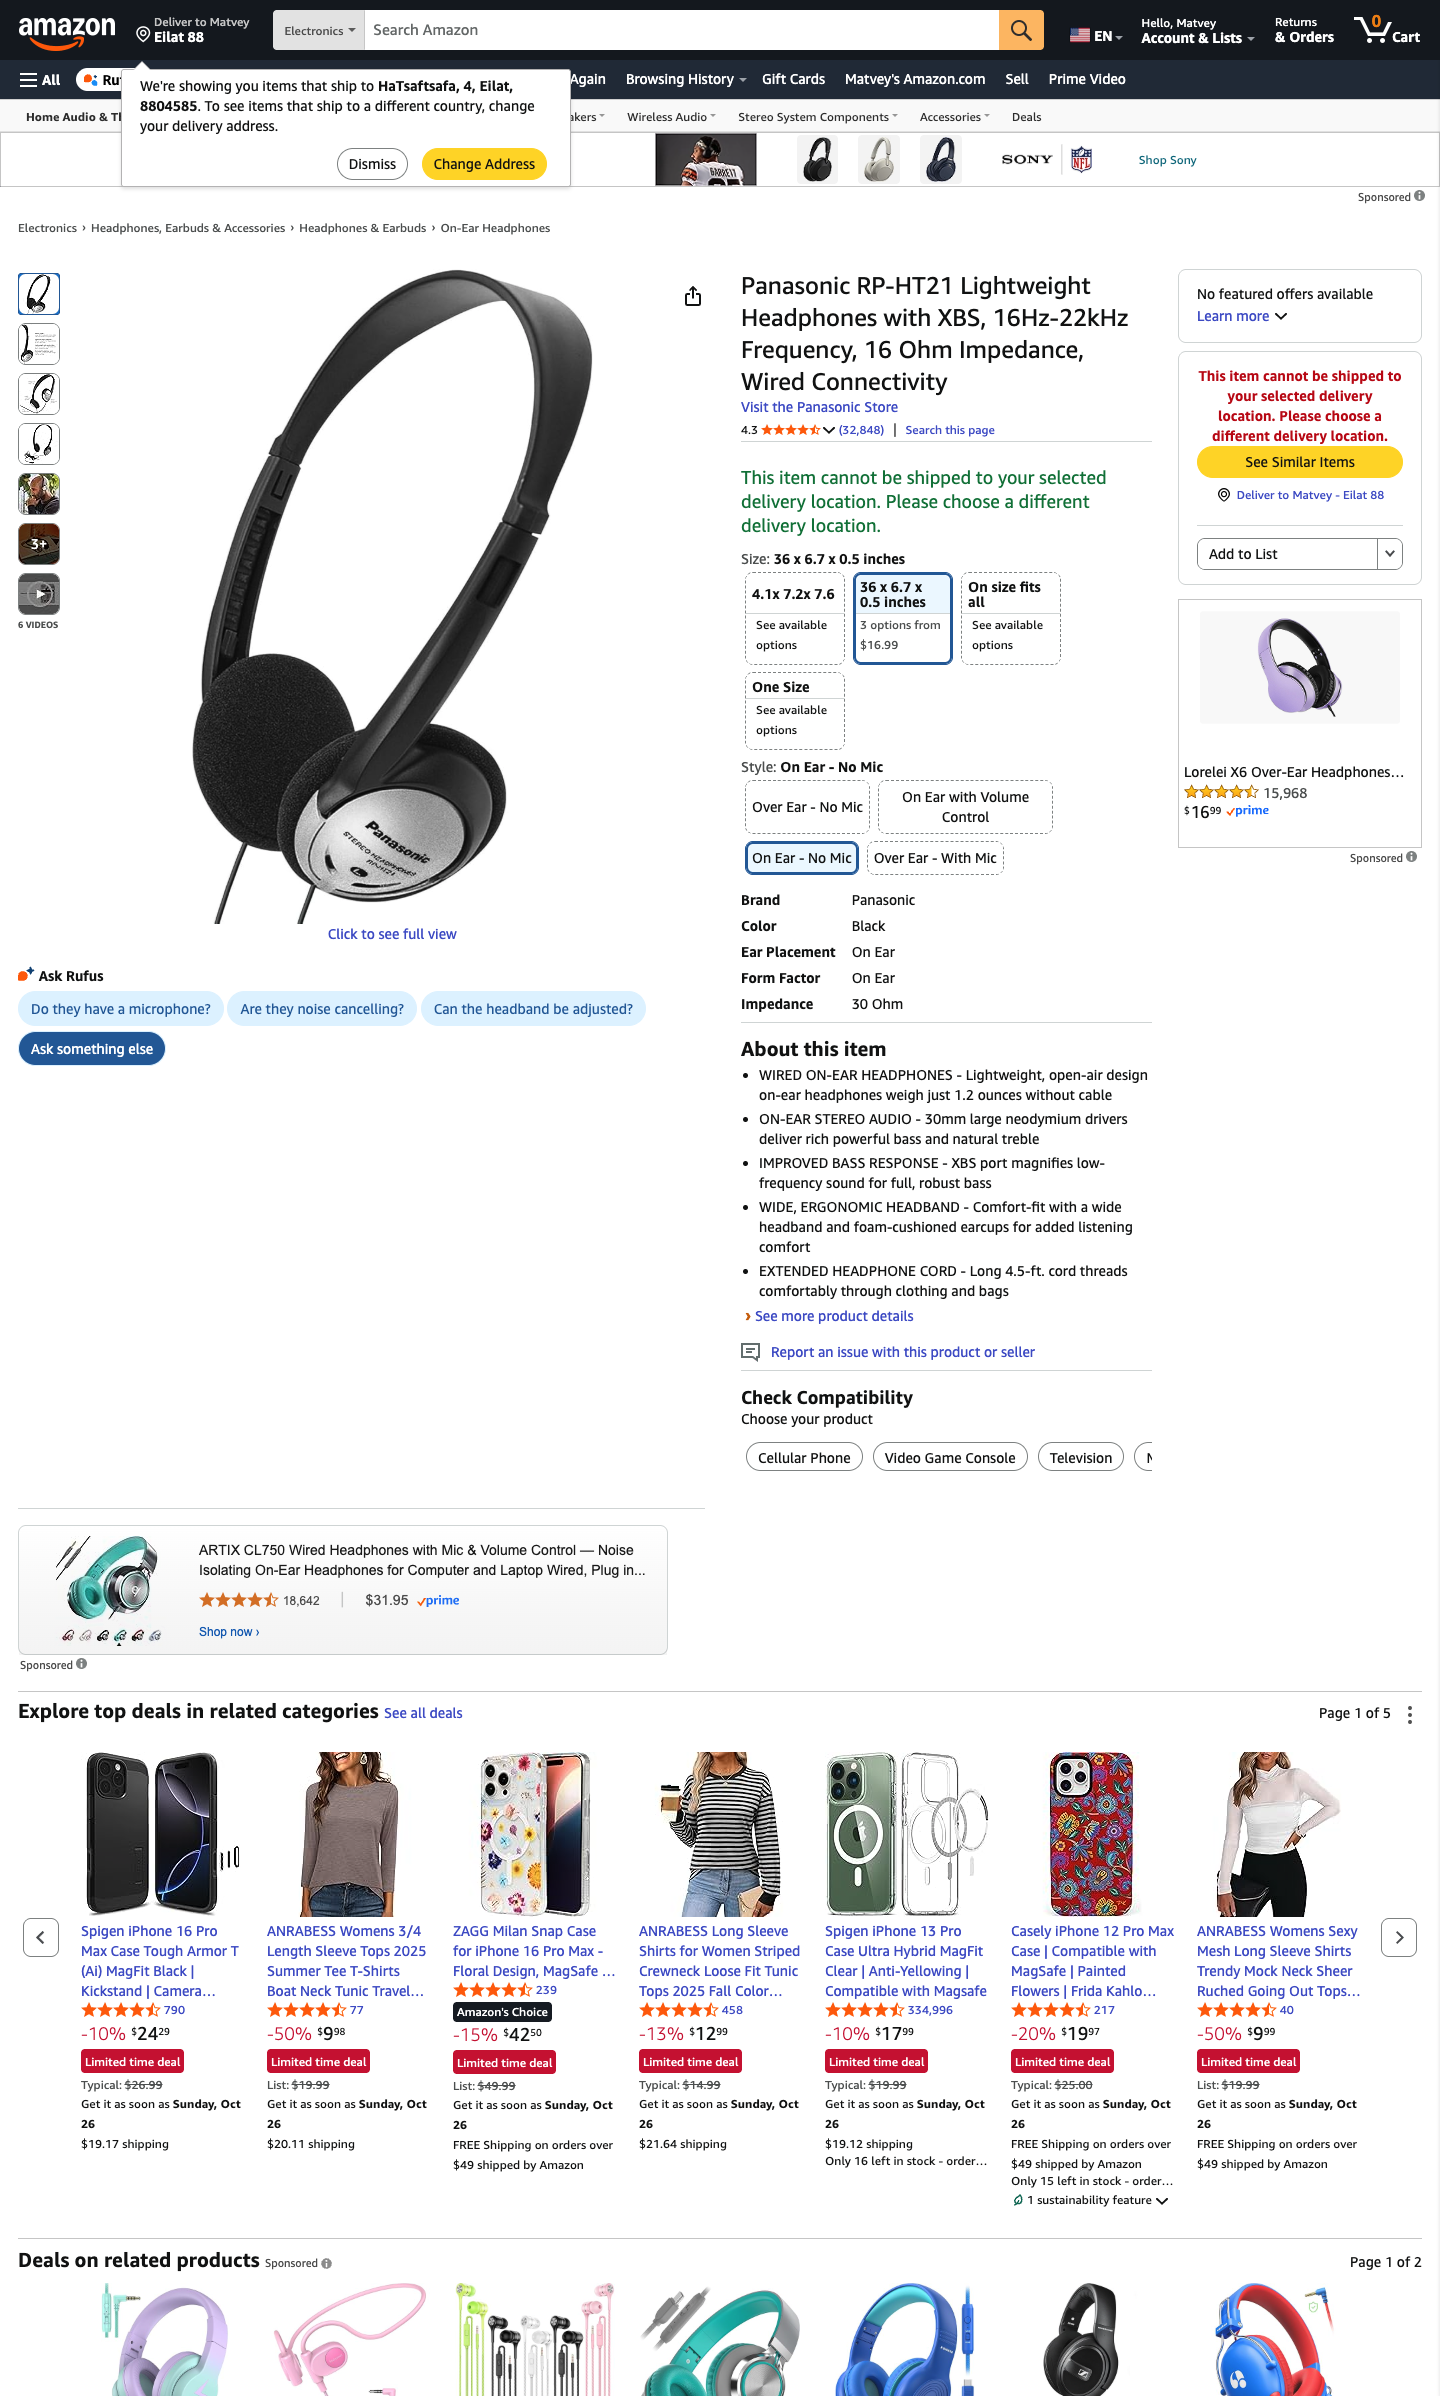 amazon
Deliver to Matvey
Eilat 88
Electronics
Search Amazon
EN
Hello, Matvey
Account & Lists
Returns
& Orders
0
Cart
All
Ru
Again
Browsing History
Gift Cards
Matvey's Amazon.com
Sell
Prime Video
We're showing you items that ship to HaTsaftsafa, 4, Eilat,
8804585. To see items that ship to a different country, change
your delivery address.
Dismiss
Change Address
Home Audio & Th
akers
Wireless Audio
Stereo System Components
Accessories
Deals
GARRETT
SONY
NFL
Shop Sony
Sponsored
Electronics › Headphones, Earbuds & Accessories › Headphones & Earbuds › On-Ear Headphones
3+
6 VIDEOS
Panasonic
STEREO HEADPHONES
RP-HT21
L
Click to see full view
Ask Rufus
Do they have a microphone?
Are they noise cancelling?
Can the headband be adjusted?
Ask something else
Panasonic RP-HT21 Lightweight
Headphones with XBS, 16Hz-22kHz
Frequency, 16 Ohm Impedance,
Wired Connectivity
Visit the Panasonic Store
4.3
(32,848) | Search this page
This item cannot be shipped to your selected
delivery location. Please choose a different
delivery location.
Size: 36 x 6.7 x 0.5 inches
4.1x 7.2x 7.6
See available
options
36 x 6.7 x
0.5 inches
3 options from
$16.99
On size fits
all
See available
options
One Size
See available
options
Style: On Ear - No Mic
Over Ear - No Mic
On Ear with Volume
Control
On Ear - No Mic
Over Ear - With Mic
Brand Panasonic
Color Black
Ear Placement On Ear
Form Factor On Ear
Impedance 30 Ohm
About this item
• WIRED ON-EAR HEADPHONES - Lightweight, open-air design
on-ear headphones weigh just 1.2 ounces without cable
• ON-EAR STEREO AUDIO - 30mm large neodymium drivers
deliver rich powerful bass and natural treble
• IMPROVED BASS RESPONSE - XBS port magnifies low-
frequency sound for full, robust bass
• WIDE, ERGONOMIC HEADBAND - Comfort-fit with a wide
headband and foam-cushioned earcups for added listening
comfort
• EXTENDED HEADPHONE CORD - Long 4.5-ft. cord threads
comfortably through clothing and bags
› See more product details
Report an issue with this product or seller
Check Compatibility
Choose your product
Cellular Phone
Video Game Console
Television
No featured offers available
Learn more
This item cannot be shipped to
your selected delivery
location. Please choose a
different delivery location.
See Similar Items
Deliver to Matvey - Eilat 88
Add to List
Lorelei X6 Over-Ear Headphones...
15,968
$16.99 prime
Sponsored
ARTIX CL750 Wired Headphones with Mic & Volume Control — Noise
Isolating On-Ear Headphones for Computer and Laptop Wired, Plug in...
18,642 | $31.95 prime
Shop now ›
Sponsored
Explore top deals in related categories See all deals
Page 1 of 5
Spigen iPhone 16 Pro
Max Case Tough Armor T
(Ai) MagFit Black |
Kickstand | Camera...
790
-10% $24.29
Limited time deal
Typical: $26.99
Get it as soon as Sunday, Oct
26
$19.17 shipping
ANRABESS Womens 3/4
Length Sleeve Tops 2025
Summer Tee T-Shirts
Boat Neck Tunic Travel...
77
-50% $9.98
Limited time deal
List: $19.99
Get it as soon as Sunday, Oct
26
$20.11 shipping
ZAGG Milan Snap Case
for iPhone 16 Pro Max -
Floral Design, MagSafe ...
239
Amazon's Choice
-15% $42.50
Limited time deal
List: $49.99
Get it as soon as Sunday, Oct
26
FREE Shipping on orders over
$49 shipped by Amazon
ANRABESS Long Sleeve
Shirts for Women Striped
Crewneck Loose Fit Tunic
Tops 2025 Fall Color...
458
-13% $12.99
Limited time deal
Typical: $14.99
Get it as soon as Sunday, Oct
26
$21.64 shipping
Spigen iPhone 13 Pro
Case Ultra Hybrid MagFit
Clear | Anti-Yellowing |
Compatible with Magsafe
334,996
-10% $17.99
Limited time deal
Typical: $19.99
Get it as soon as Sunday, Oct
26
$19.12 shipping
Only 16 left in stock - order...
Casely iPhone 12 Pro Max
Case | Compatible with
MagSafe | Painted
Flowers | Frida Kahlo...
217
-20% $19.97
Limited time deal
Typical: $25.00
Get it as soon as Sunday, Oct
26
FREE Shipping on orders over
$49 shipped by Amazon
Only 15 left in stock - order...
1 sustainability feature
ANRABESS Womens Sexy
Mesh Long Sleeve Shirts
Trendy Mock Neck Sheer
Ruched Going Out Tops...
40
-50% $9.99
Limited time deal
List: $19.99
Get it as soon as Sunday, Oct
26
FREE Shipping on orders over
$49 shipped by Amazon
Deals on related products Sponsored
Page 1 of 2